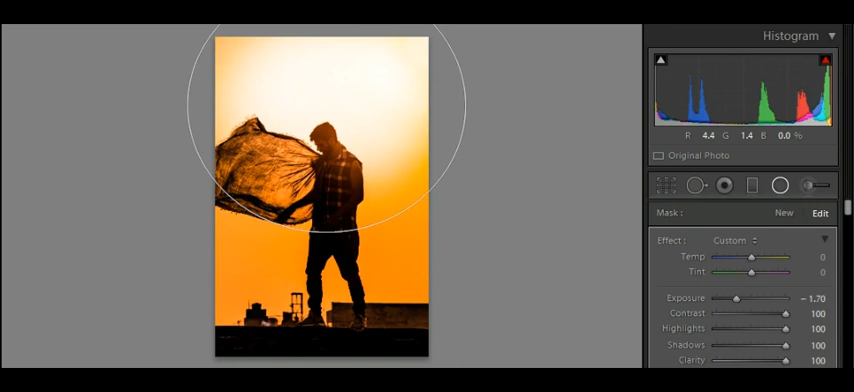 Histogram
R 4.4 G 1.4 B 0.0 %
Original Photo
Mask : New Edit
Effect : Custom
Temp 0
Tint 0
Exposure – 1.70
Contrast 100
Highlights 100
Shadows 100
Clarity 100